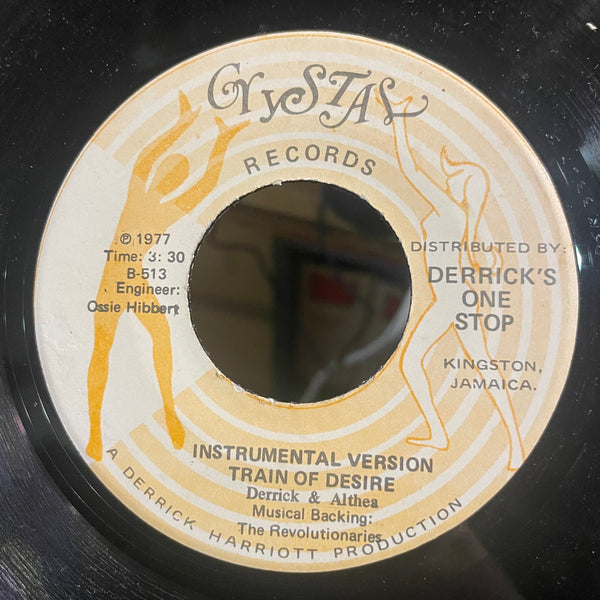 CRYSTAL
RECORDS
℗ 1977
Time: 3: 30
B-513
Engineer:
Ossie Hibbert
DISTRIBUTED BY:
DERRICK'S
ONE
STOP
KINGSTON,
JAMAICA.
INSTRUMENTAL VERSION
TRAIN OF DESIRE
Derrick & Althea
Musical Backing:
The Revolutionaries
A DERRICK HARRIOTT PRODUCTION